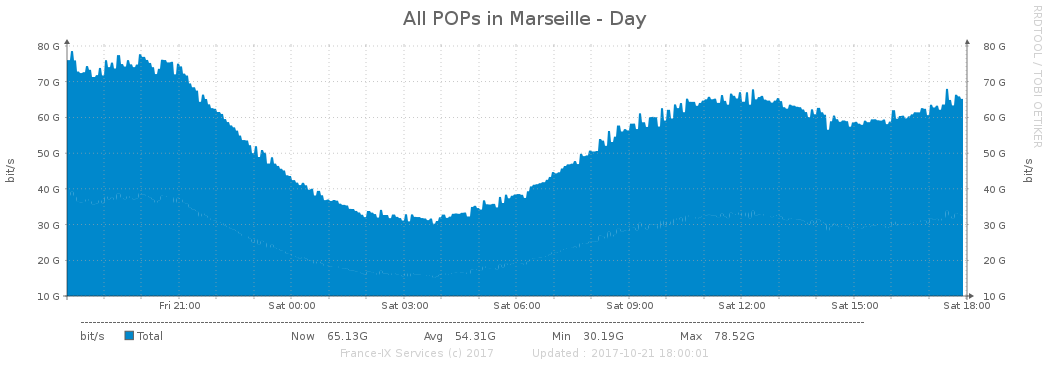 All POPs in Marseille - Day
RRDTOOL / TOBI OETIKER
bit/s
80 G 80 G
70 G 70 G
60 G 60 G
50 G 50 G
40 G 40 G
30 G 30 G
20 G 20 G
10 G 10 G
bit/s
Fri 21:00 Sat 00:00 Sat 03:00 Sat 06:00 Sat 09:00 Sat 12:00 Sat 15:00 Sat 18:00
bit/s Total Now 65.13G Avg 54.31G Min 30.19G Max 78.52G
France-IX Services (c) 2017 Updated : 2017-10-21 18:00:01